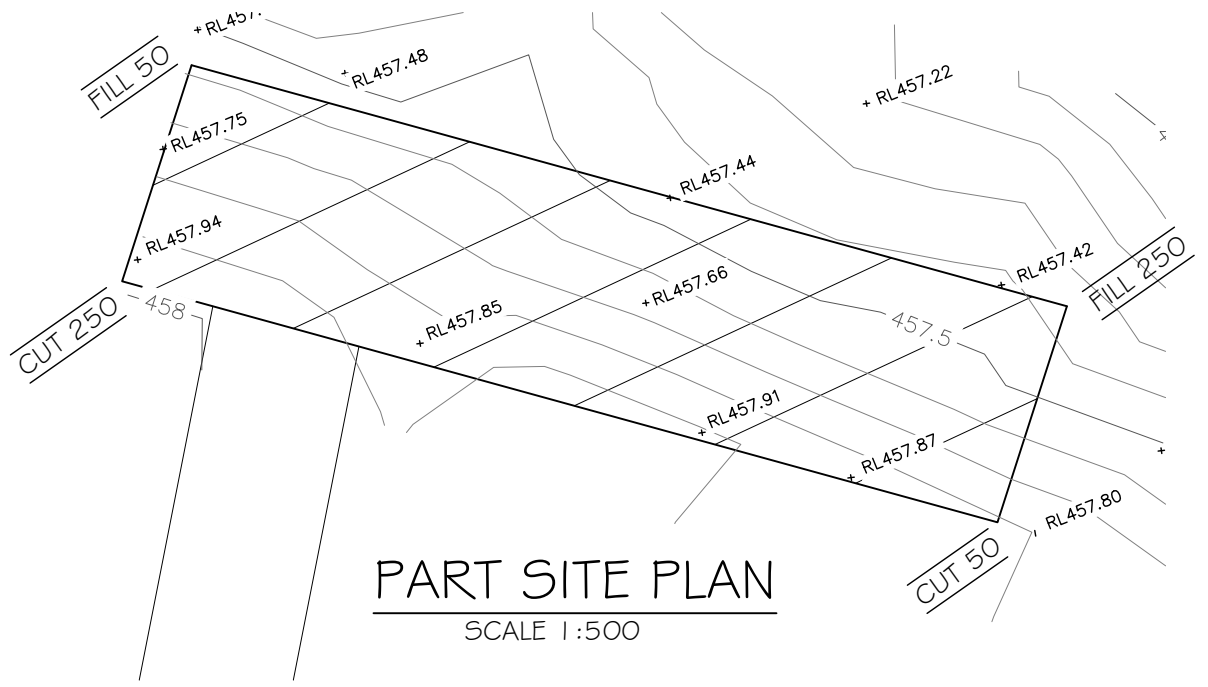 RL457.
FILL 50
RL457.48
RL457.22
RL457.75
RL457.44
RL457.94
RL457.42
FILL 250
RL457.66
458
CUT 250
RL457.85
457.5
RL457.91
RL457.87
RL457.80
CUT 50
PART SITE PLAN
SCALE 1:500